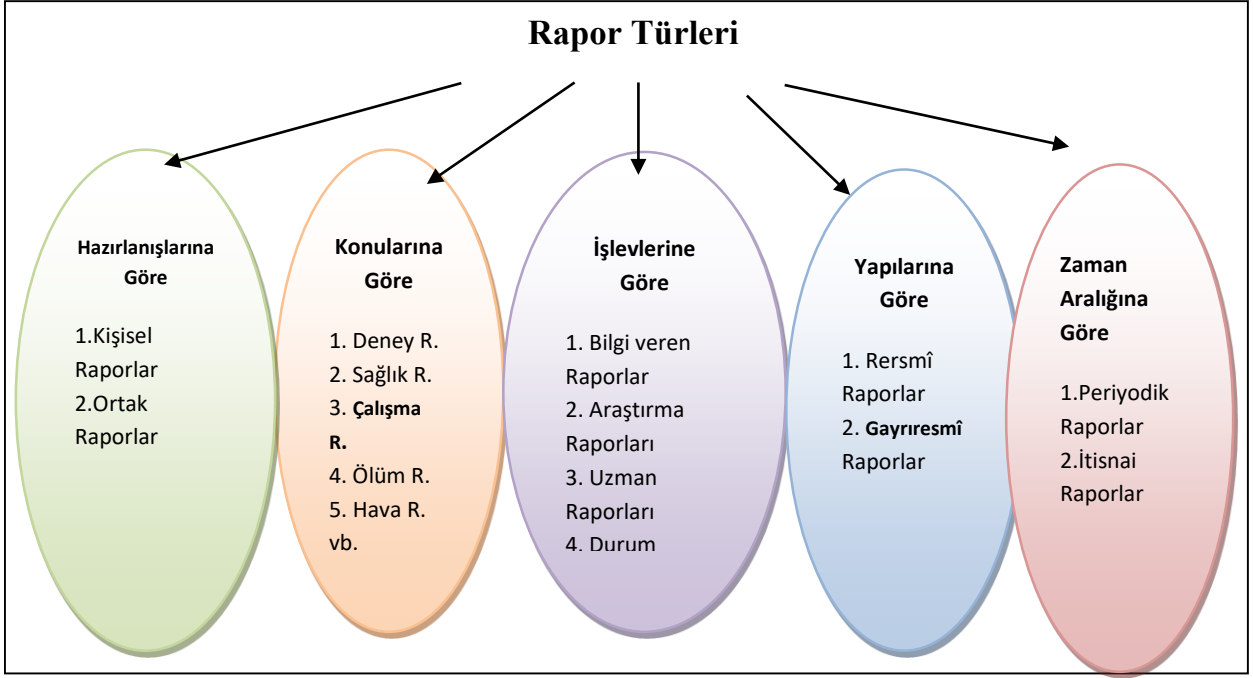 Rapor Türleri
Hazırlanışlarına
Göre
1.Kişisel
Raporlar
2.Ortak
Raporlar
Konularına
Göre
1. Deney R.
2. Sağlık R.
3. Çalışma
R.
4. Ölüm R.
5. Hava R.
vb.
İşlevlerine
Göre
1. Bilgi veren
Raporlar
2. Araştırma
Raporları
3. Uzman
Raporları
4. Durum
Yapılarına
Göre
1. Rersmî
Raporlar
2. Gayrıresmî
Raporlar
Zaman
Aralığına
Göre
1.Periyodik
Raporlar
2.İtisnai
Raporlar